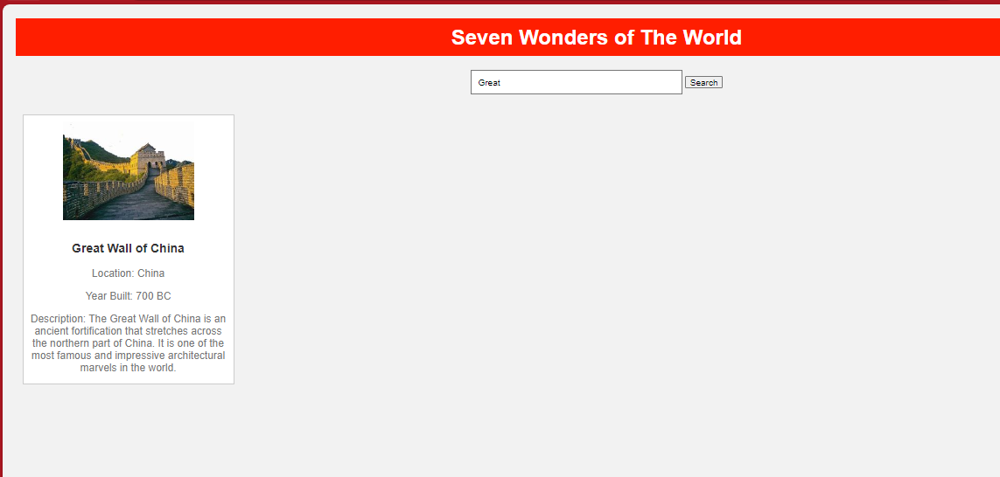 Seven Wonders of The World
Great
Search
Great Wall of China
Location: China
Year Built: 700 BC
Description: The Great Wall of China is an
ancient fortification that stretches across
the northern part of China. It is one of the
most famous and impressive architectural
marvels in the world.